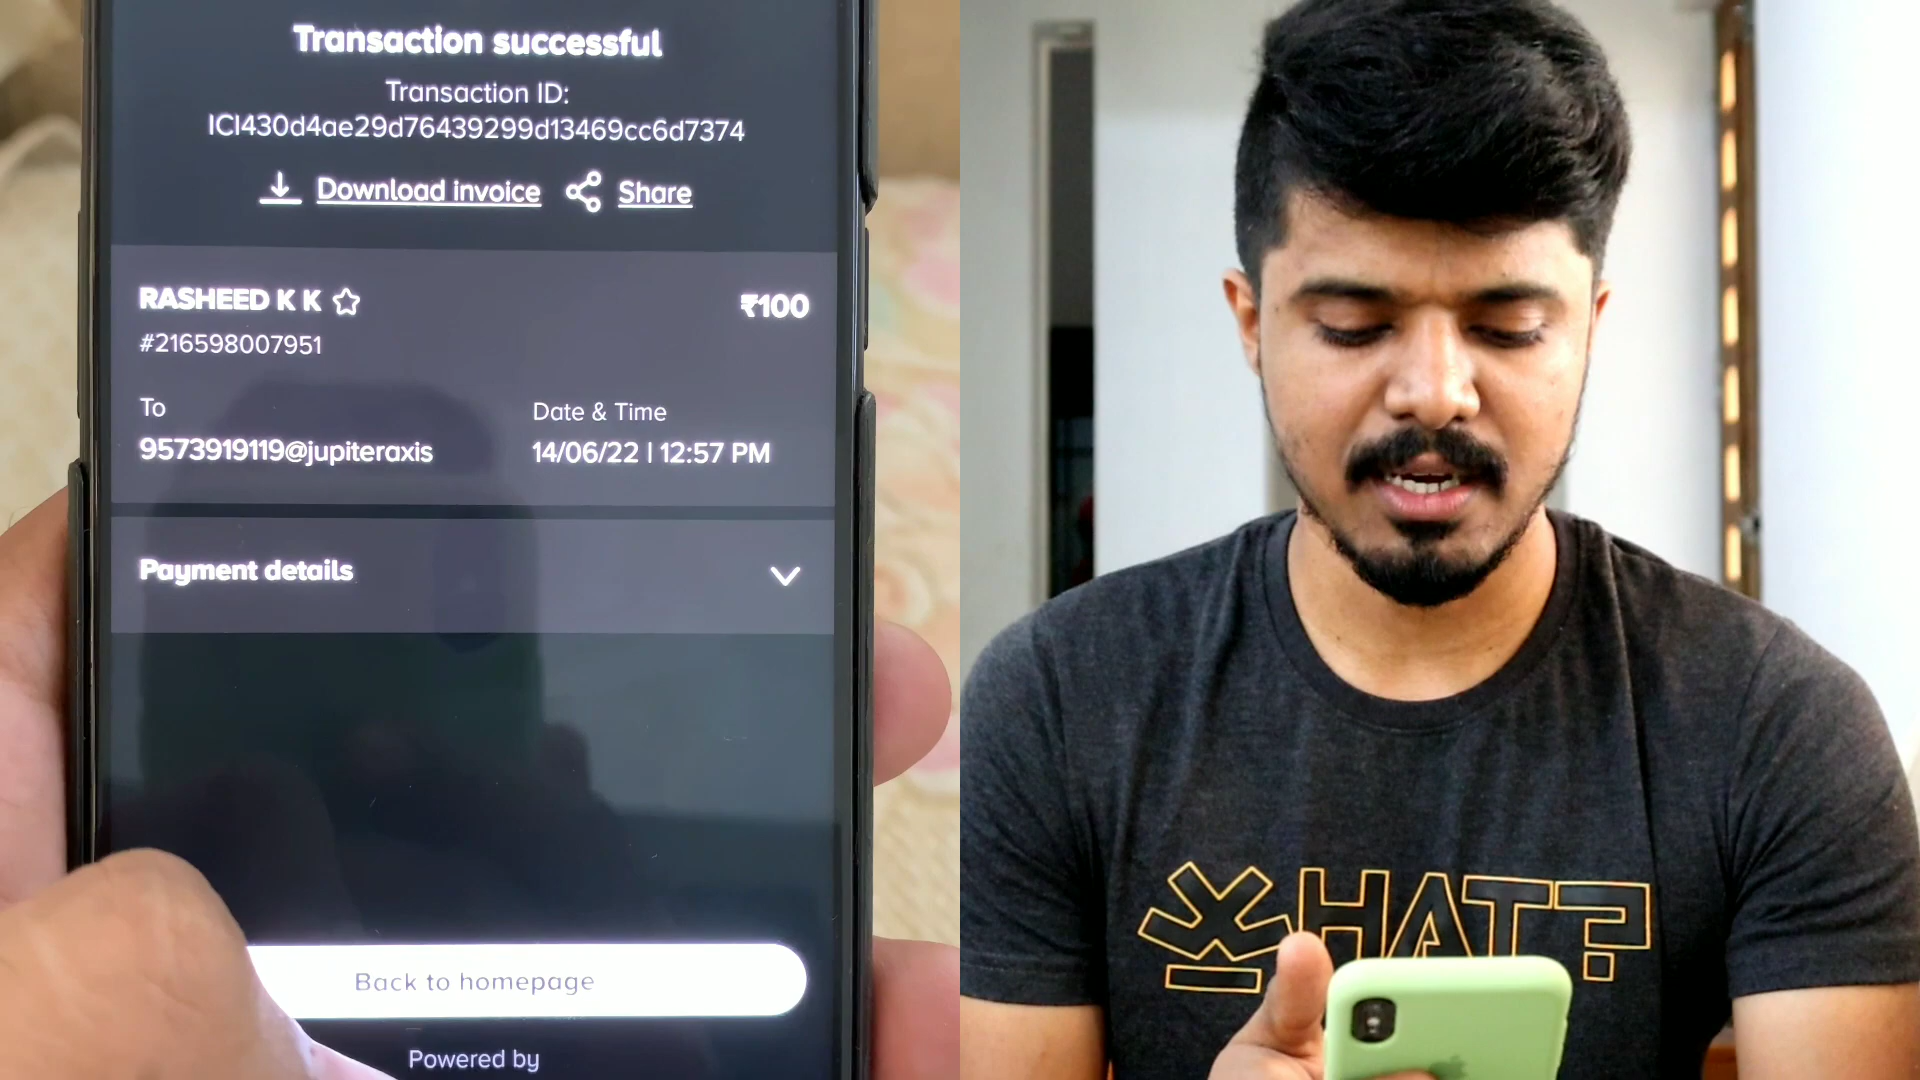 Transaction successful
Transaction ID:
ICI430d4ae29d76439299d13469cc6d7374
Download invoice Share
RASHEED K K ₹100
#216598007951
To Date & Time
9573919119@jupiteraxis 14/06/22 | 12:57 PM
Payment details
Back to homepage
Powered by
WHAT?